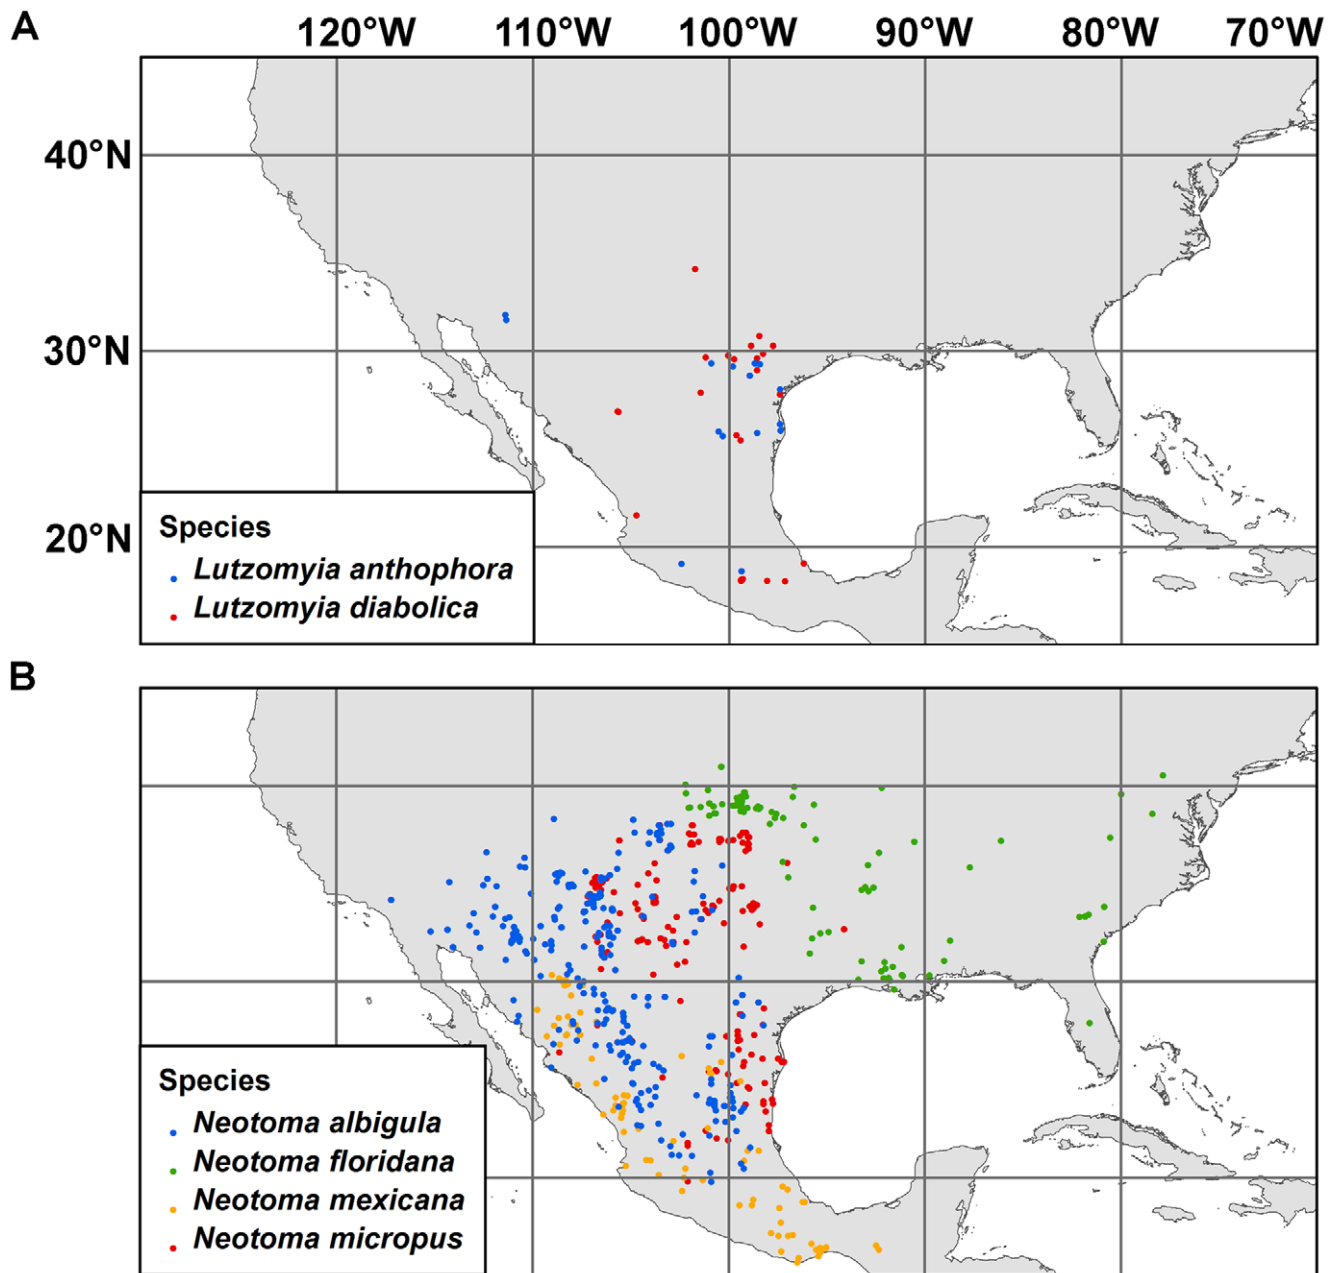 A
120°W 110°W 100°W 90°W 80°W 70°W
40°N
30°N
20°N
Species
Lutzomyia anthophora
Lutzomyia diabolica
B
Species
Neotoma albigula
Neotoma floridana
Neotoma mexicana
Neotoma micropus